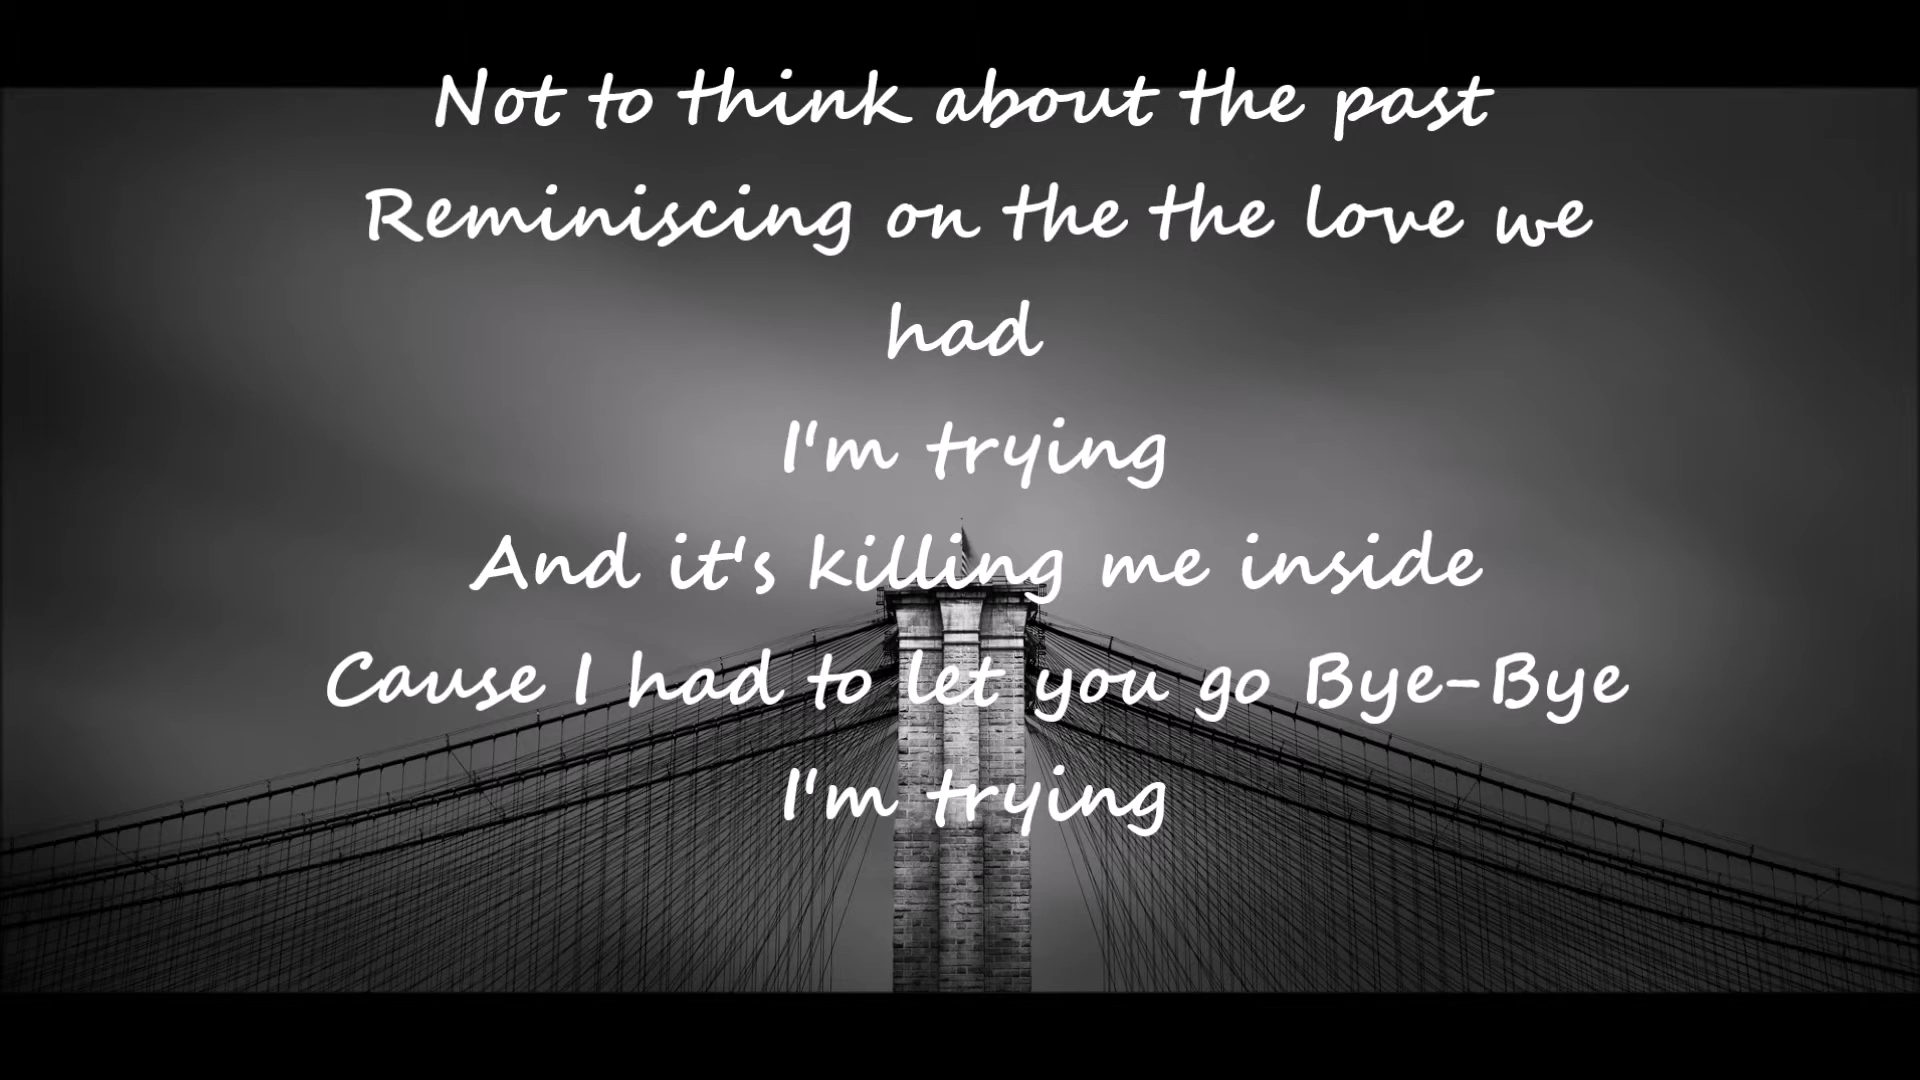 Not to think about the past
Reminiscing on the the love we
had
I'm trying
And it's killing me inside
Cause I had to let you go Bye-Bye
I'm trying